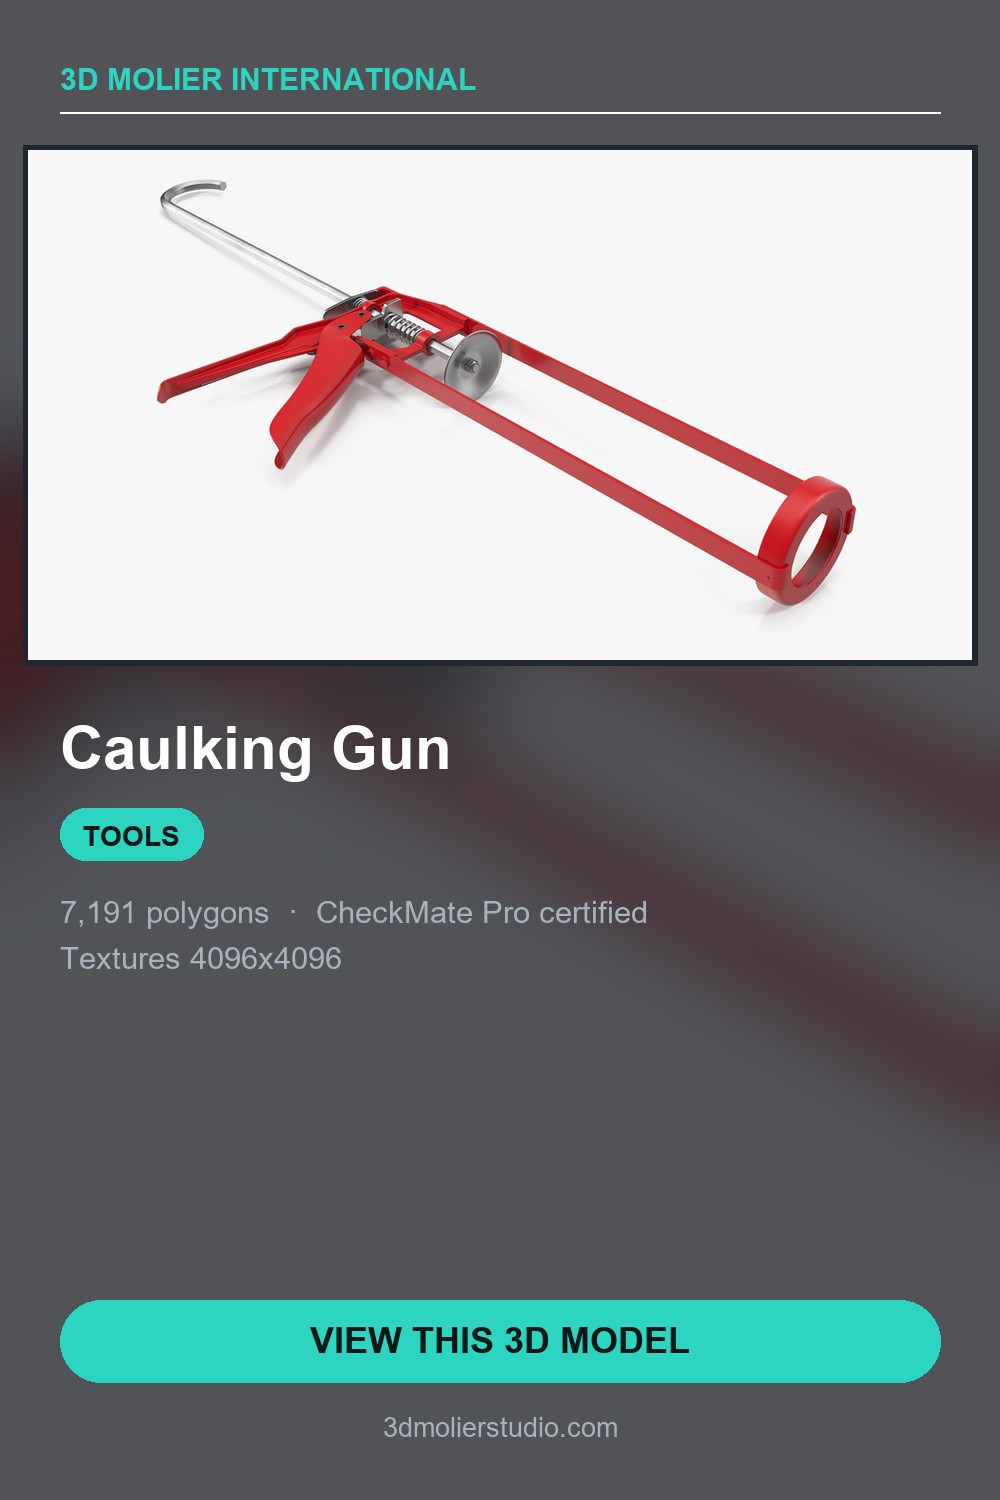 3D MOLIER INTERNATIONAL
Caulking Gun
TOOLS
7,191 polygons · CheckMate Pro certified
Textures 4096x4096
VIEW THIS 3D MODEL
3dmolierstudio.com